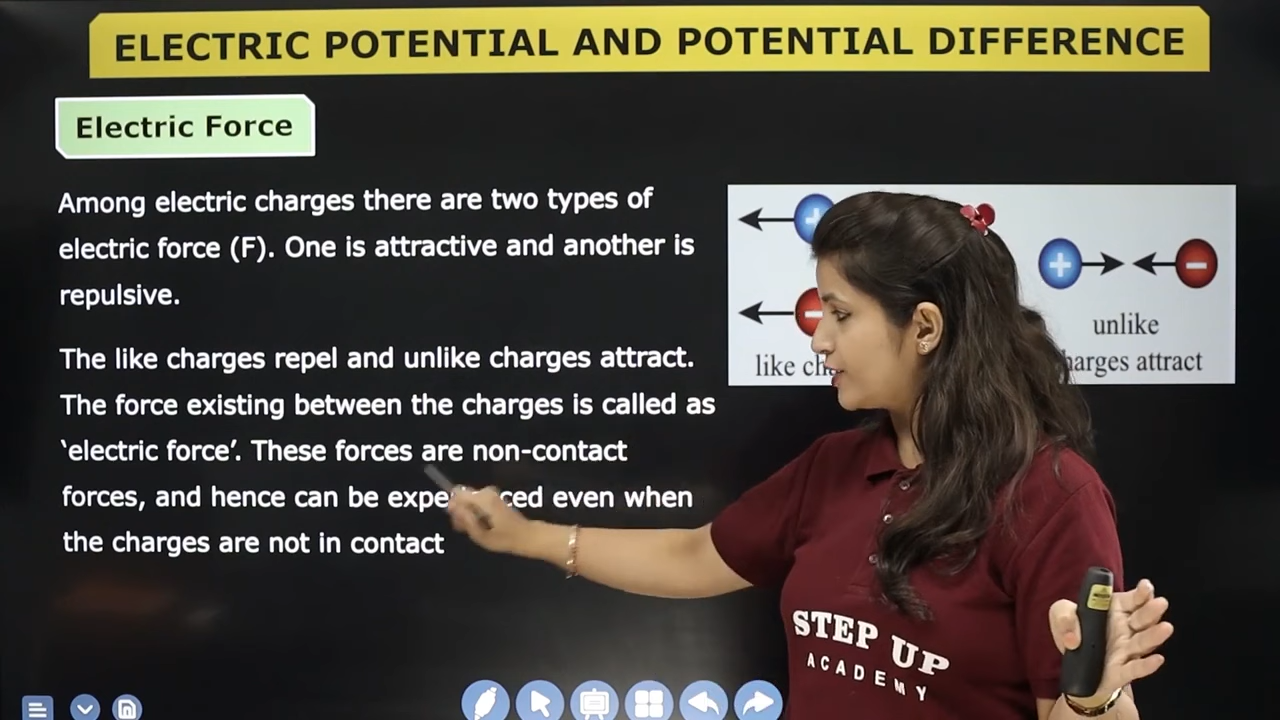 ELECTRIC POTENTIAL AND POTENTIAL DIFFERENCE
Electric Force
Among electric charges there are two types of
electric force (F). One is attractive and another is
repulsive.
The like charges repel and unlike charges attract.
The force existing between the charges is called as
‘electric force’. These forces are non-contact
forces, and hence can be even when
the charges are not in contact
+
+ −
−
unlike
like
attract
STEP UP
ACADEMY